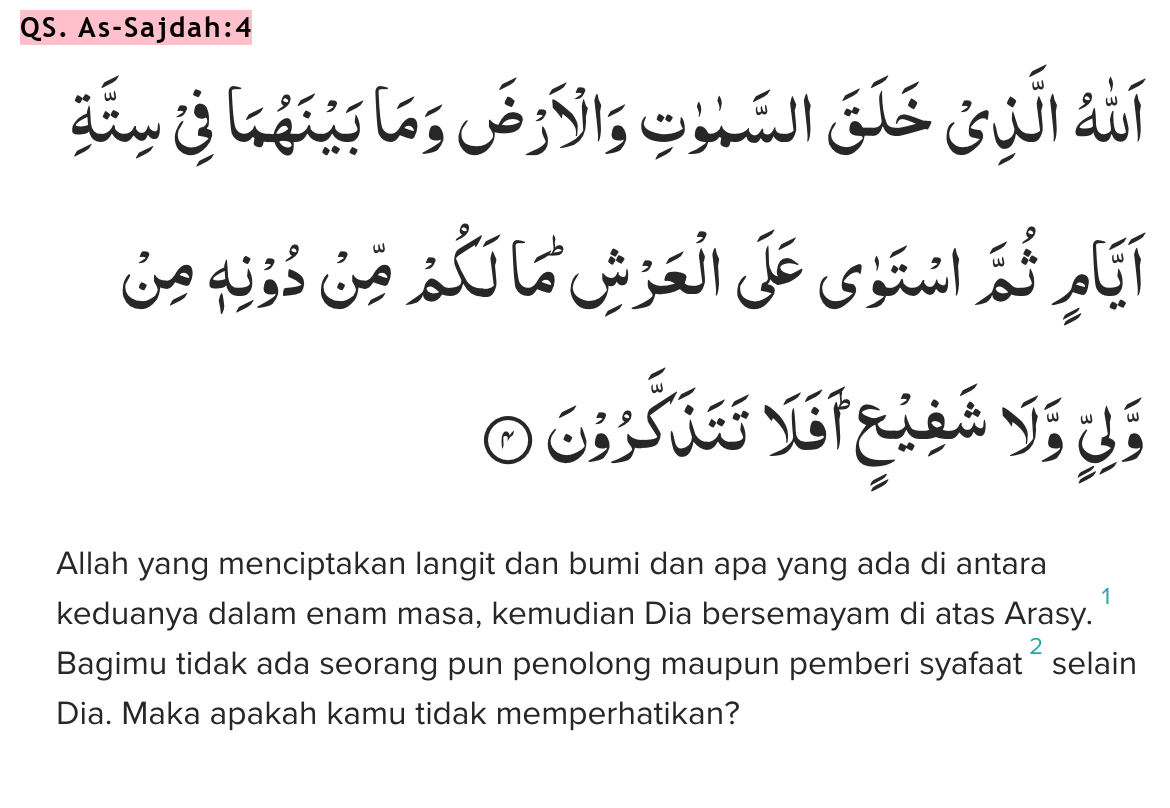 QS. As-Sajdah:4
اَللّٰهُ الَّذِيْ خَلَقَ السَّمٰوٰتِ وَالْاَرْضَ وَمَا بَيْنَهُمَا فِيْ سِتَّةِ
اَيَّامٍ ثُمَّ اسْتَوٰى عَلَى الْعَرْشِۗ مَا لَكُمْ مِّنْ دُوْنِهٖ مِنْ
وَّلِيٍّ وَّلَا شَفِيْعٍۗ اَفَلَا تَتَذَكَّرُوْنَ ۝٤
Allah yang menciptakan langit dan bumi dan apa yang ada di antara
keduanya dalam enam masa, kemudian Dia bersemayam di atas Arasy. 1
Bagimu tidak ada seorang pun penolong maupun pemberi syafaat 2 selain
Dia. Maka apakah kamu tidak memperhatikan?